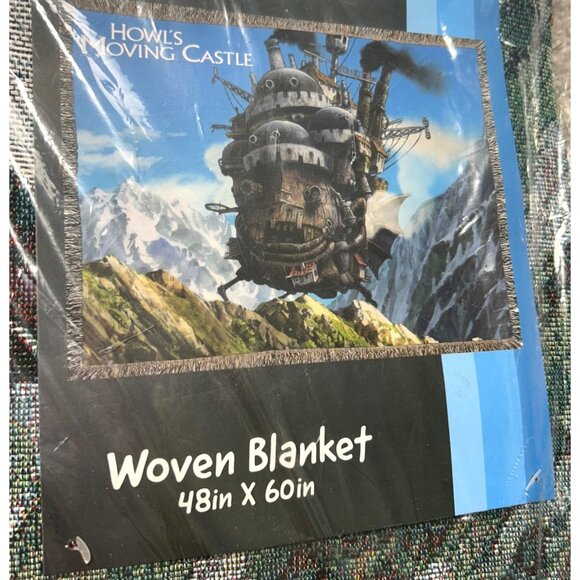 HOWL'S
MOVING CASTLE
Woven Blanket
48in X 60in